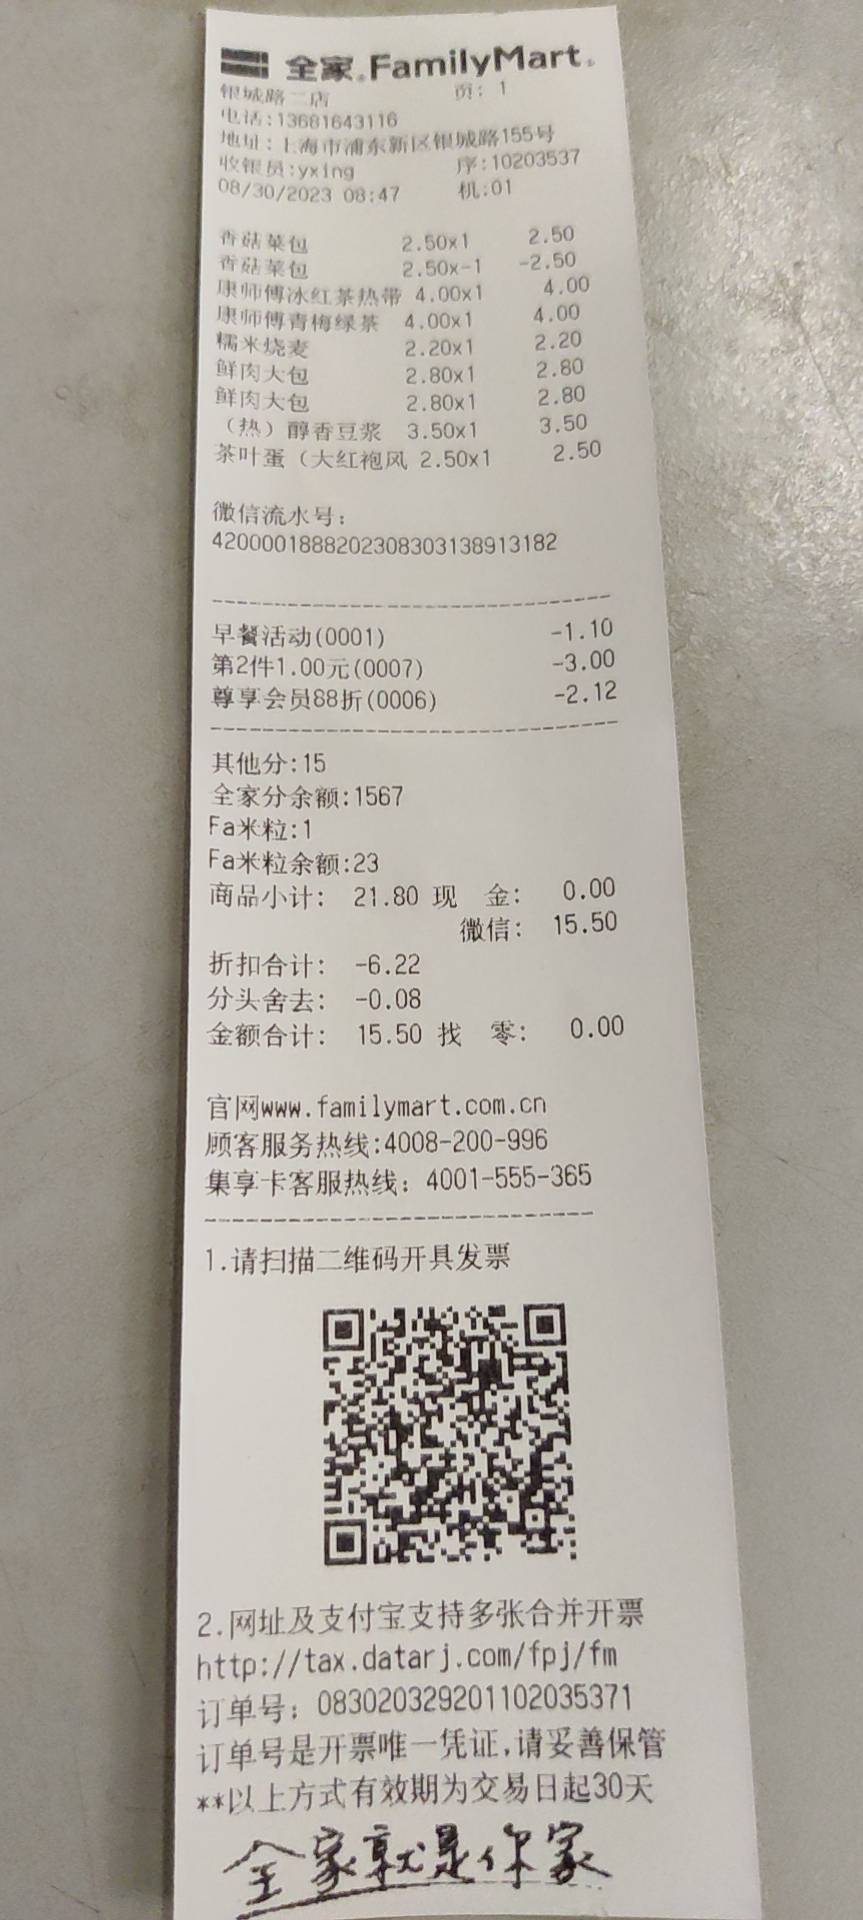 全家 FamilyMart
银城路二店 页: 1
电话:13681643116
地址:上海市浦东新区银城路155号
收银员:yxing 序:10203537
08/30/2023 08:47 机:01
香菇菜包 2.50x1 2.50
香菇菜包 2.50x-1 -2.50
康师傅冰红茶热带 4.00x1 4.00
康师傅青梅绿茶 4.00x1 4.00
糯米烧麦 2.20x1 2.20
鲜肉大包 2.80x1 2.80
鲜肉大包 2.80x1 2.80
（热）醇香豆浆 3.50x1 3.50
茶叶蛋（大红袍风 2.50x1 2.50
微信流水号:
4200001888202308303138913182
早餐活动(0001) -1.10
第2件1.00元(0007) -3.00
尊享会员88折(0006) -2.12
其他分:15
全家分余额:1567
Fa米粒:1
Fa米粒余额:23
商品小计: 21.80 现 金: 0.00
微信: 15.50
折扣合计: -6.22
分头舍去: -0.08
金额合计: 15.50 找 零: 0.00
官网www.familymart.com.cn
顾客服务热线:4008-200-996
集享卡客服热线: 4001-555-365
1.请扫描二维码开具发票
2.网址及支付宝支持多张合并开票
http://tax.datarj.com/fpj/fm
订单号: 083020329201102035371
订单号是开票唯一凭证,请妥善保管
**以上方式有效期为交易日起30天
全家就是你家